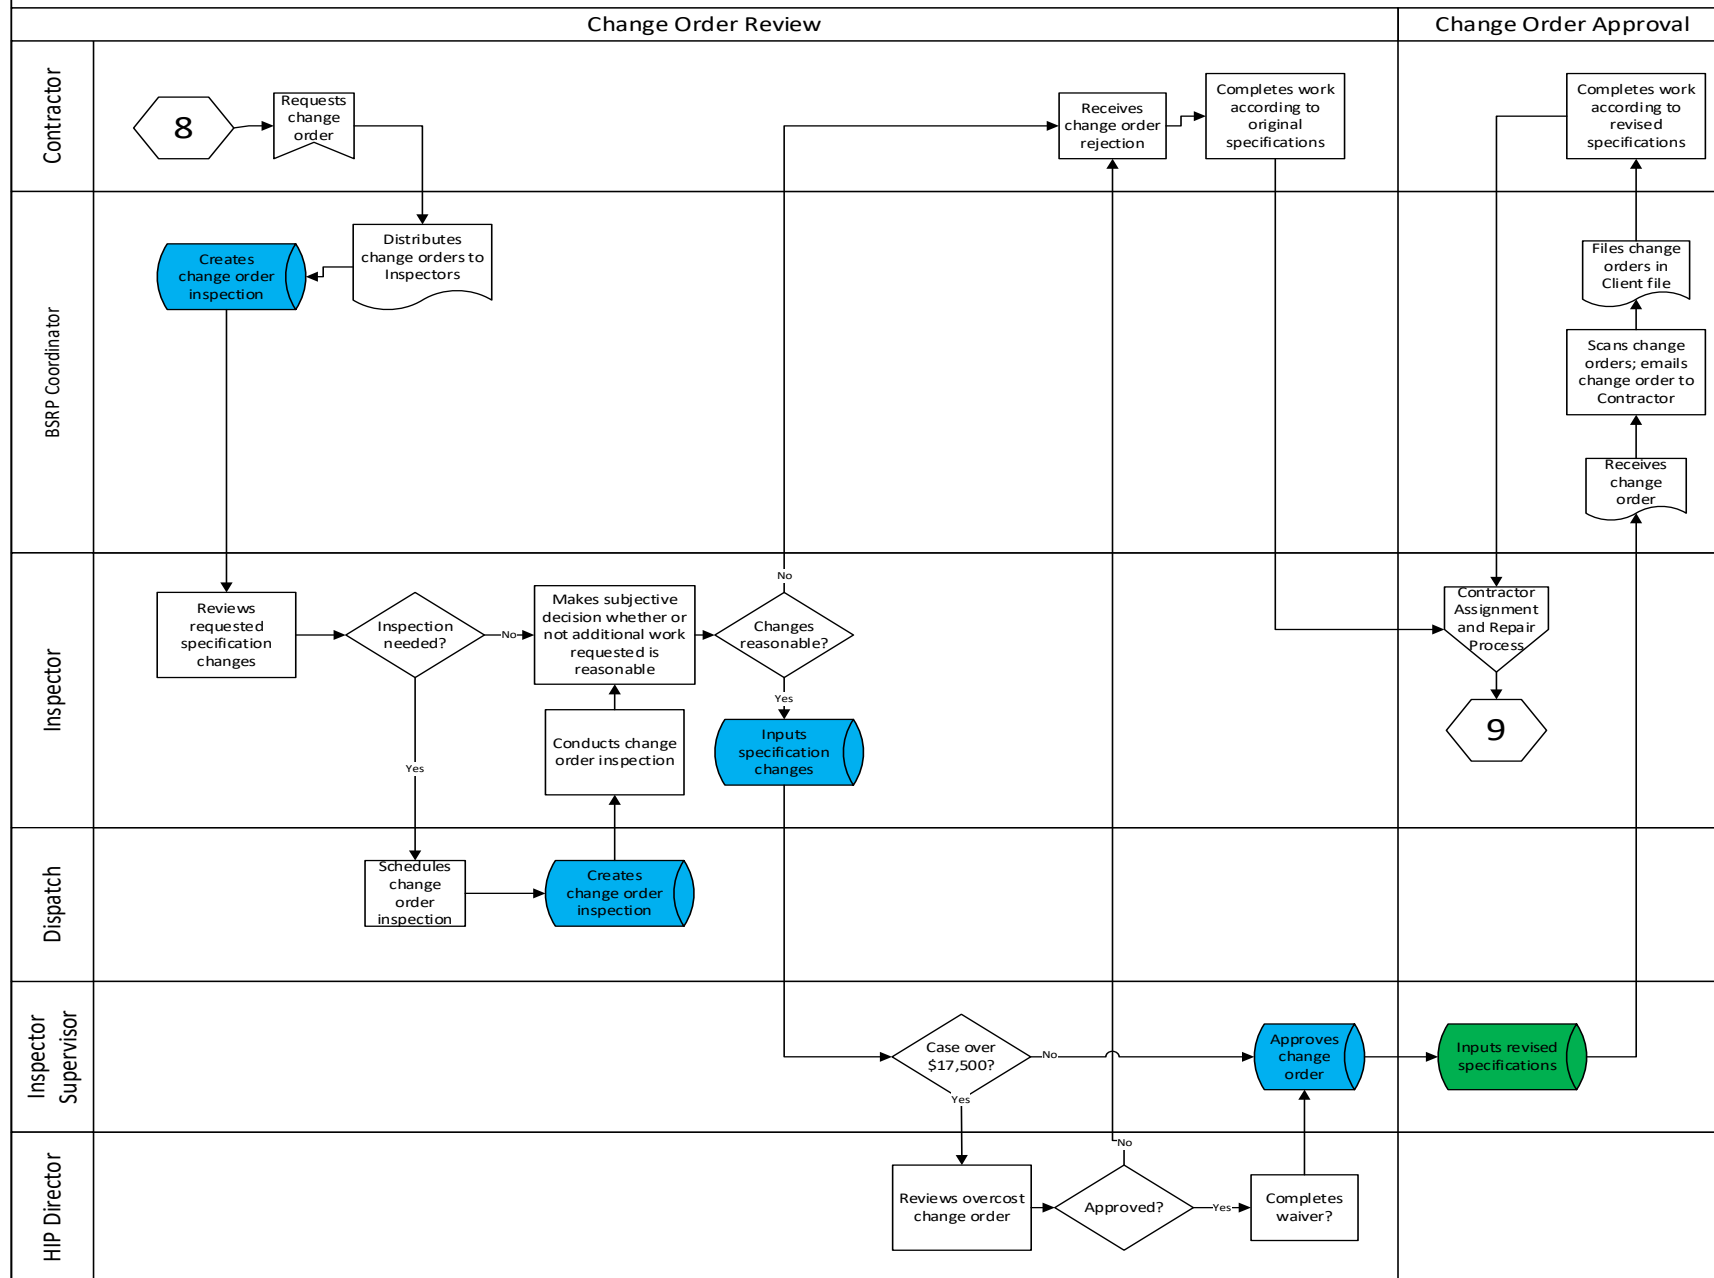 Change Order Review
Change Order Approval
Contractor
8
Requests
change
order
Receives
change order
rejection
Completes work
according to
original
specifications
Completes work
according to
revised
specifications
BSRP Coordinator
Creates
change order
inspection
Distributes
change orders to
Inspectors
Files change
orders in
Client file
Scans change
orders; emails
change order to
Contractor
Receives
change
order
Inspector
Reviews
requested
specification
changes
Inspection
needed?
No
Yes
Makes subjective
decision whether or
not additional work
requested is
reasonable
Conducts change
order inspection
No
Changes
reasonable?
Yes
Inputs
specification
changes
Contractor
Assignment
and Repair
Process
9
Dispatch
Schedules
change
order
inspection
Creates
change order
inspection
Inspector
Supervisor
Case over
$17,500?
No
Yes
Approves
change
order
Inputs revised
specifications
HIP Director
Reviews overcost
change order
No
Approved?
Yes
Completes
waiver?